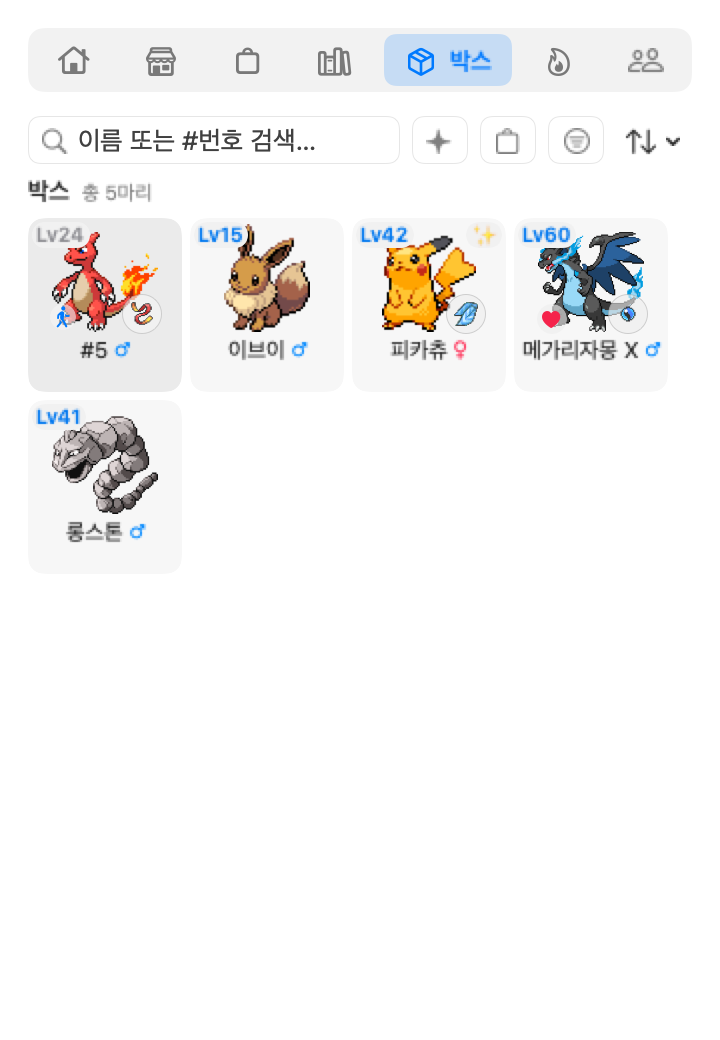 박스
이름 또는 #번호 검색...
박스 총 5마리
Lv24 Lv15 Lv42 Lv60
#5 ♂ 이브이 ♂ 피카츄 ♀ 메가리자몽 X ♂
Lv41
롱스톤 ♂